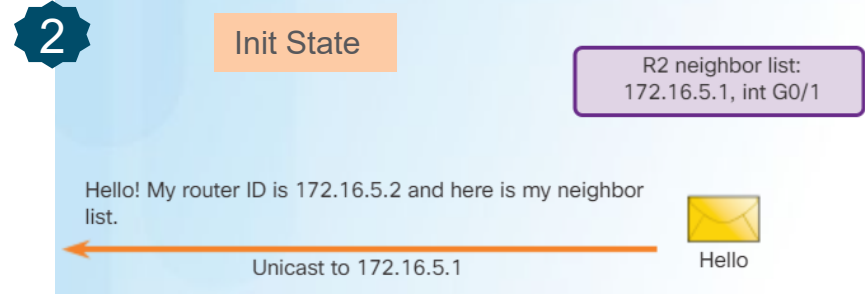 2
Init State
R2 neighbor list:
172.16.5.1, int G0/1
Hello! My router ID is 172.16.5.2 and here is my neighbor
list.
Hello
Unicast to 172.16.5.1